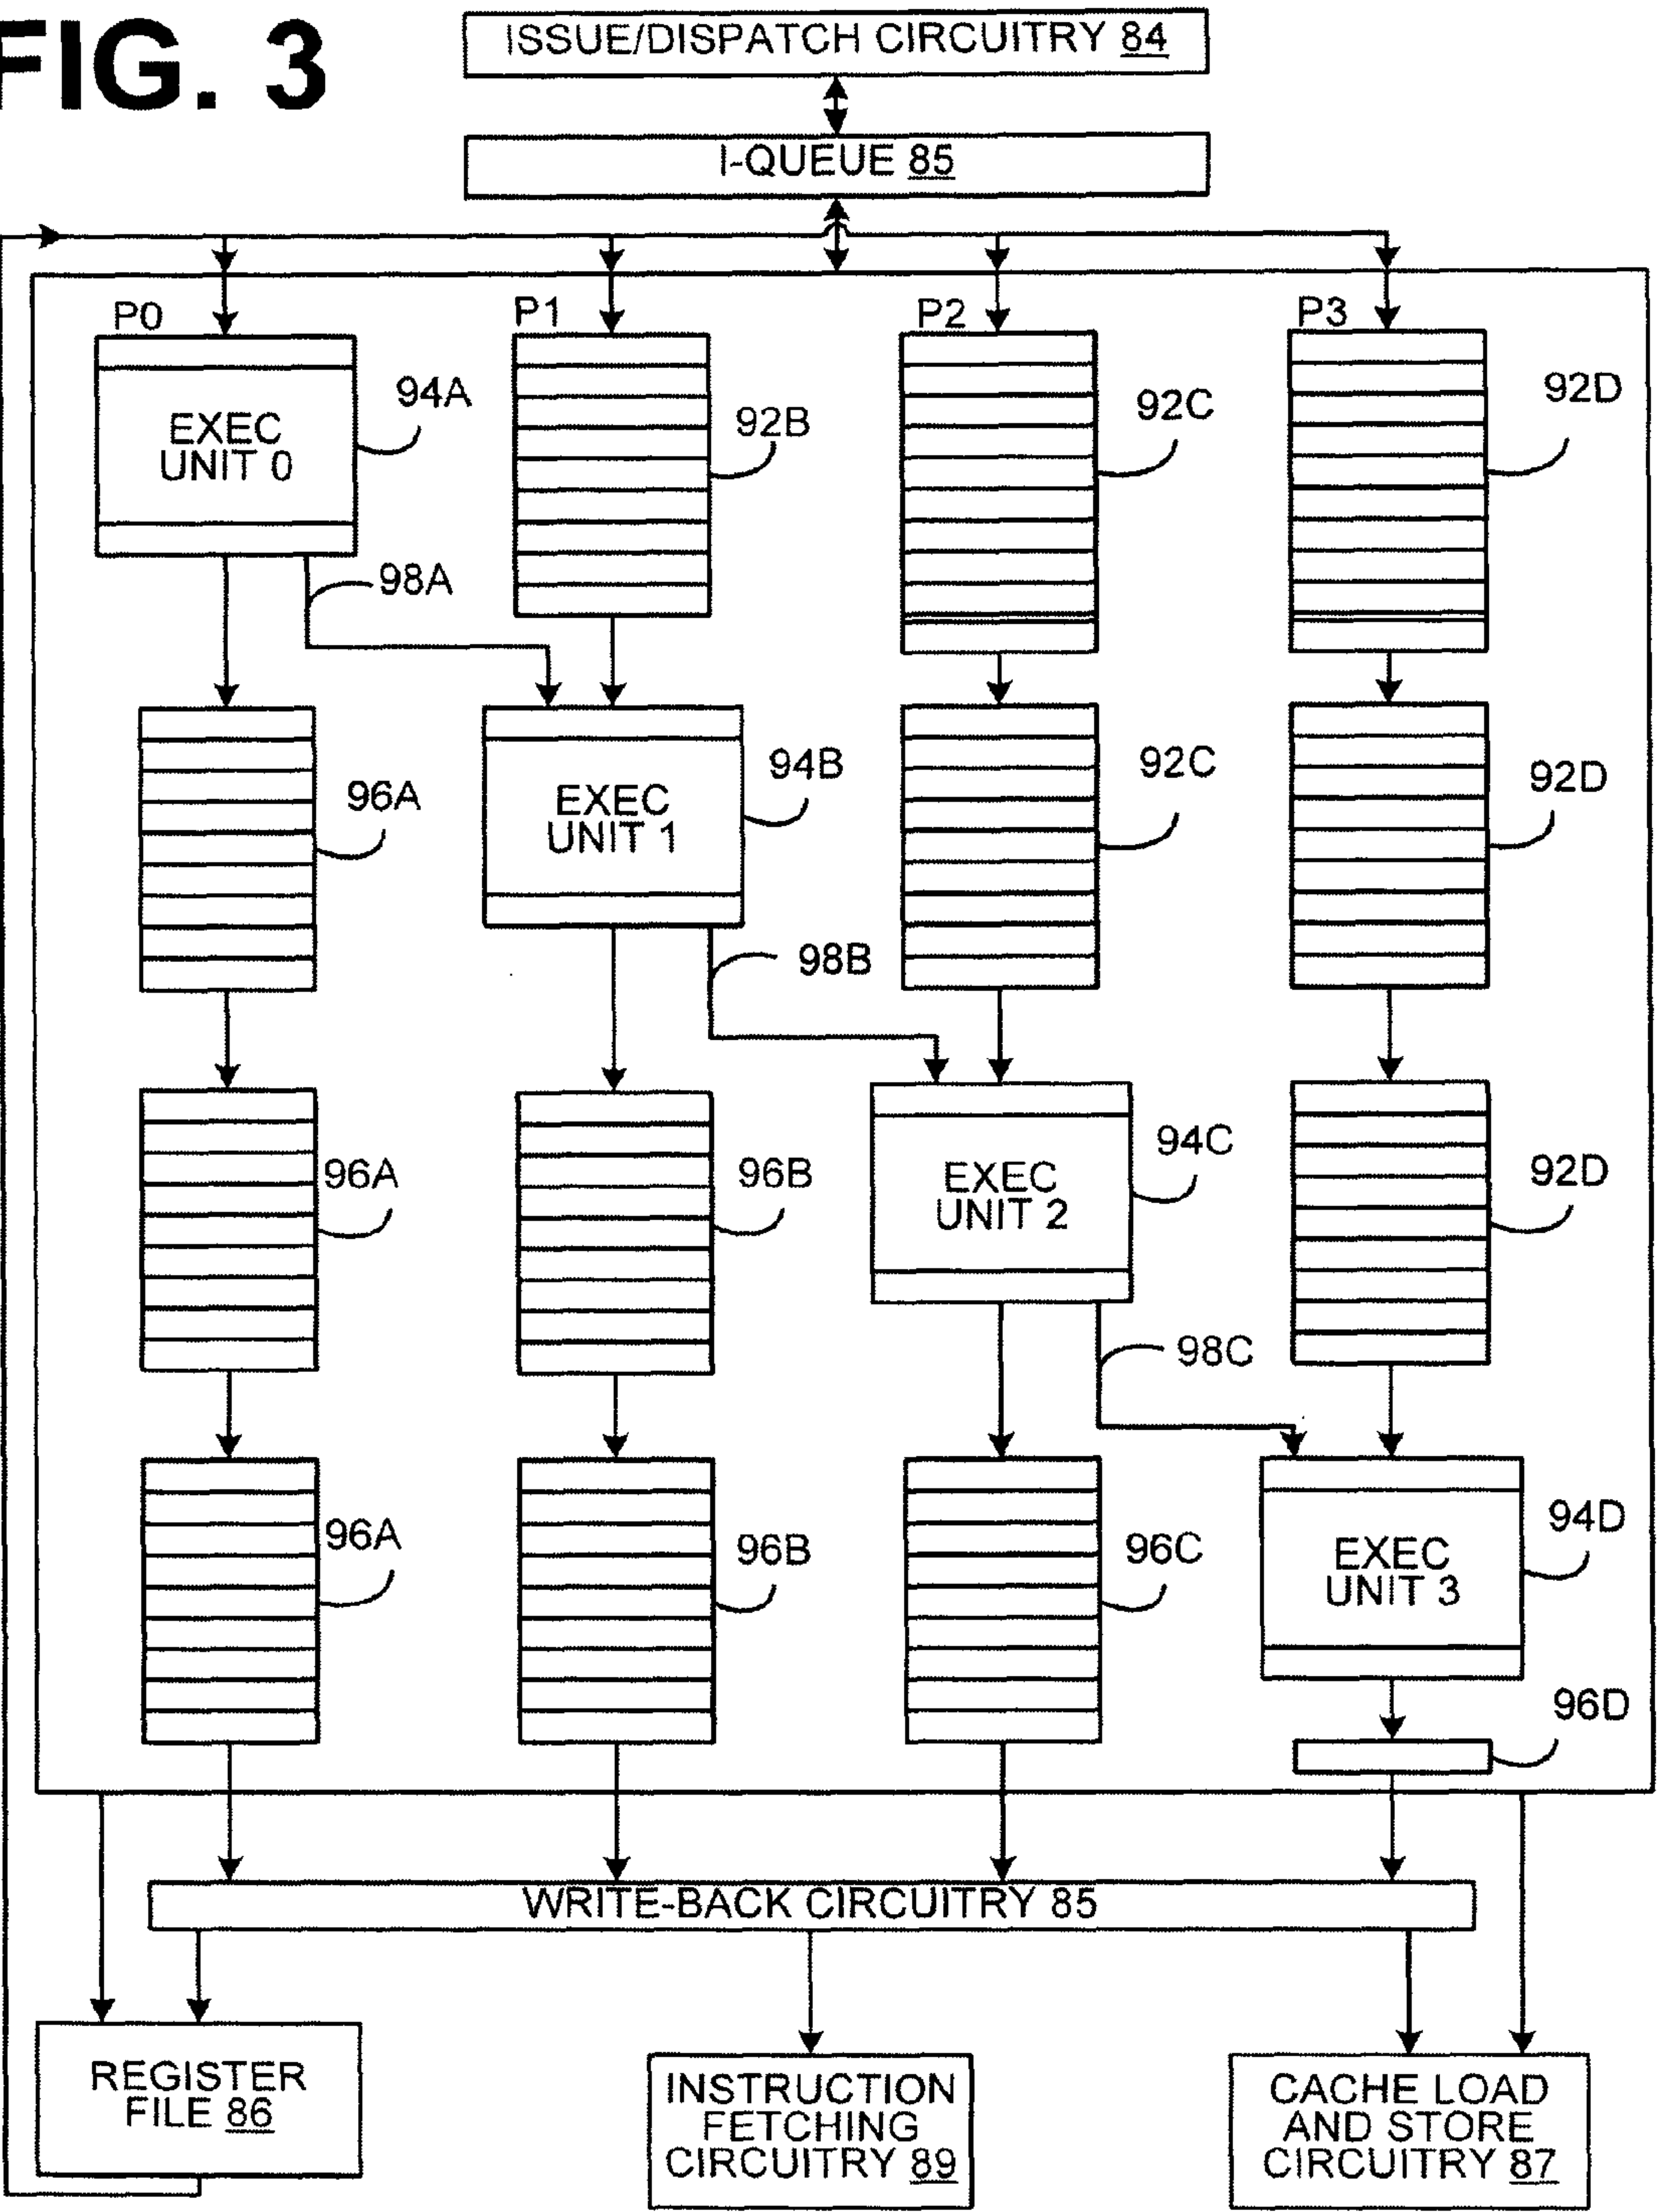 FIG. 3
ISSUE/DISPATCH CIRCUITRY 84
I-QUEUE 85
P0
P1
P2
P3
EXEC
UNIT 0
94A
92B
92C
92D
98A
96A
EXEC
UNIT 1
94B
92C
92D
98B
96A
96B
EXEC
UNIT 2
94C
92D
98C
96A
96B
96C
EXEC
UNIT 3
94D
96D
WRITE-BACK CIRCUITRY 85
REGISTER
FILE 86
INSTRUCTION
FETCHING
CIRCUITRY 89
CACHE LOAD
AND STORE
CIRCUITRY 87